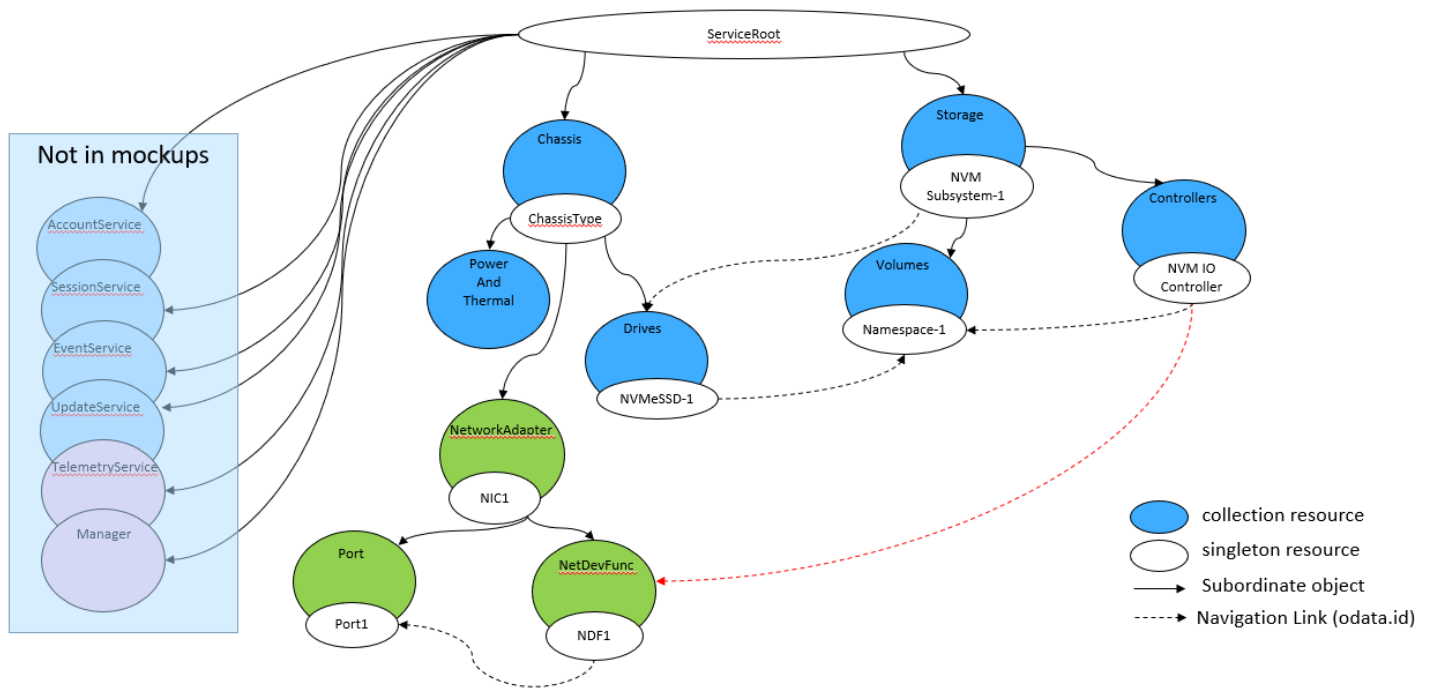 ServiceRoot
Not in mockups
AccountService
SessionService
EventService
UpdateService
TelemetryService
Manager
Chassis
ChassisType
Power
And
Thermal
Drives
NVMeSSD-1
Storage
NVM
Subsystem-1
Volumes
Namespace-1
Controllers
NVM IO
Controller
NetworkAdapter
NIC1
Port
Port1
NetDevFunc
NDF1
collection resource
singleton resource
Subordinate object
Navigation Link (odata.id)